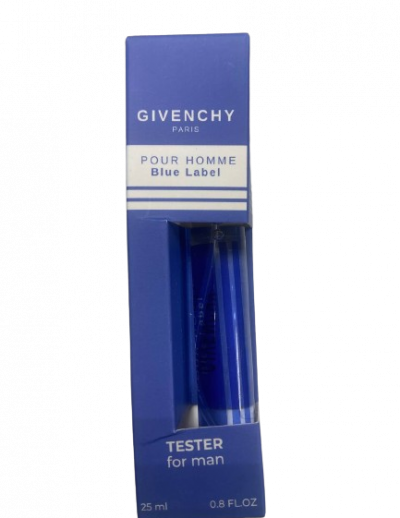 GIVENCHY
PARIS
POUR HOMME
Blue Label
TESTER
for man
25 ml 0.8 FL.OZ